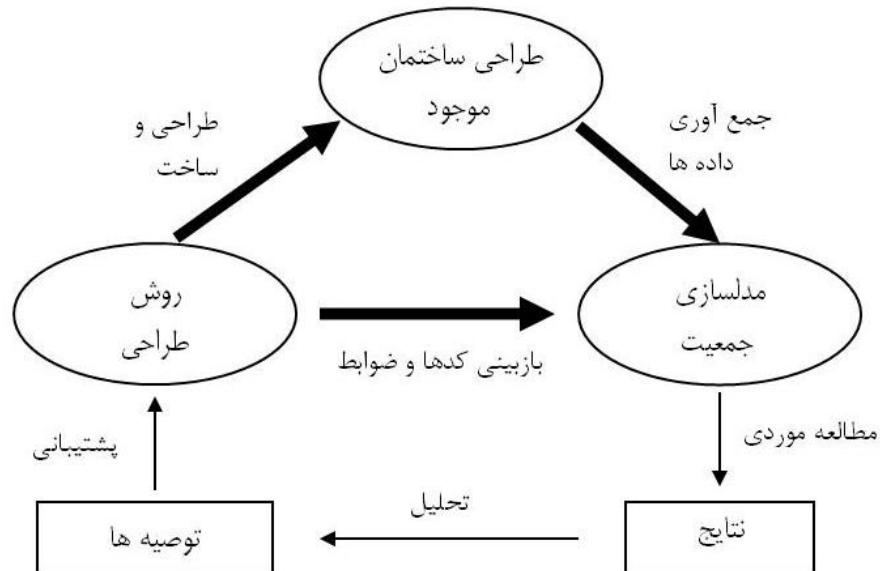 طراحی ساختمان
موجود
طراحی و
ساخت
جمع آوری
داده ها
روش
طراحی
مدلسازی
جمعیت
بازبینی کدها و ضوابط
پشتیبانی
مطالعه موردی
تحلیل
توصیه ها
نتایج